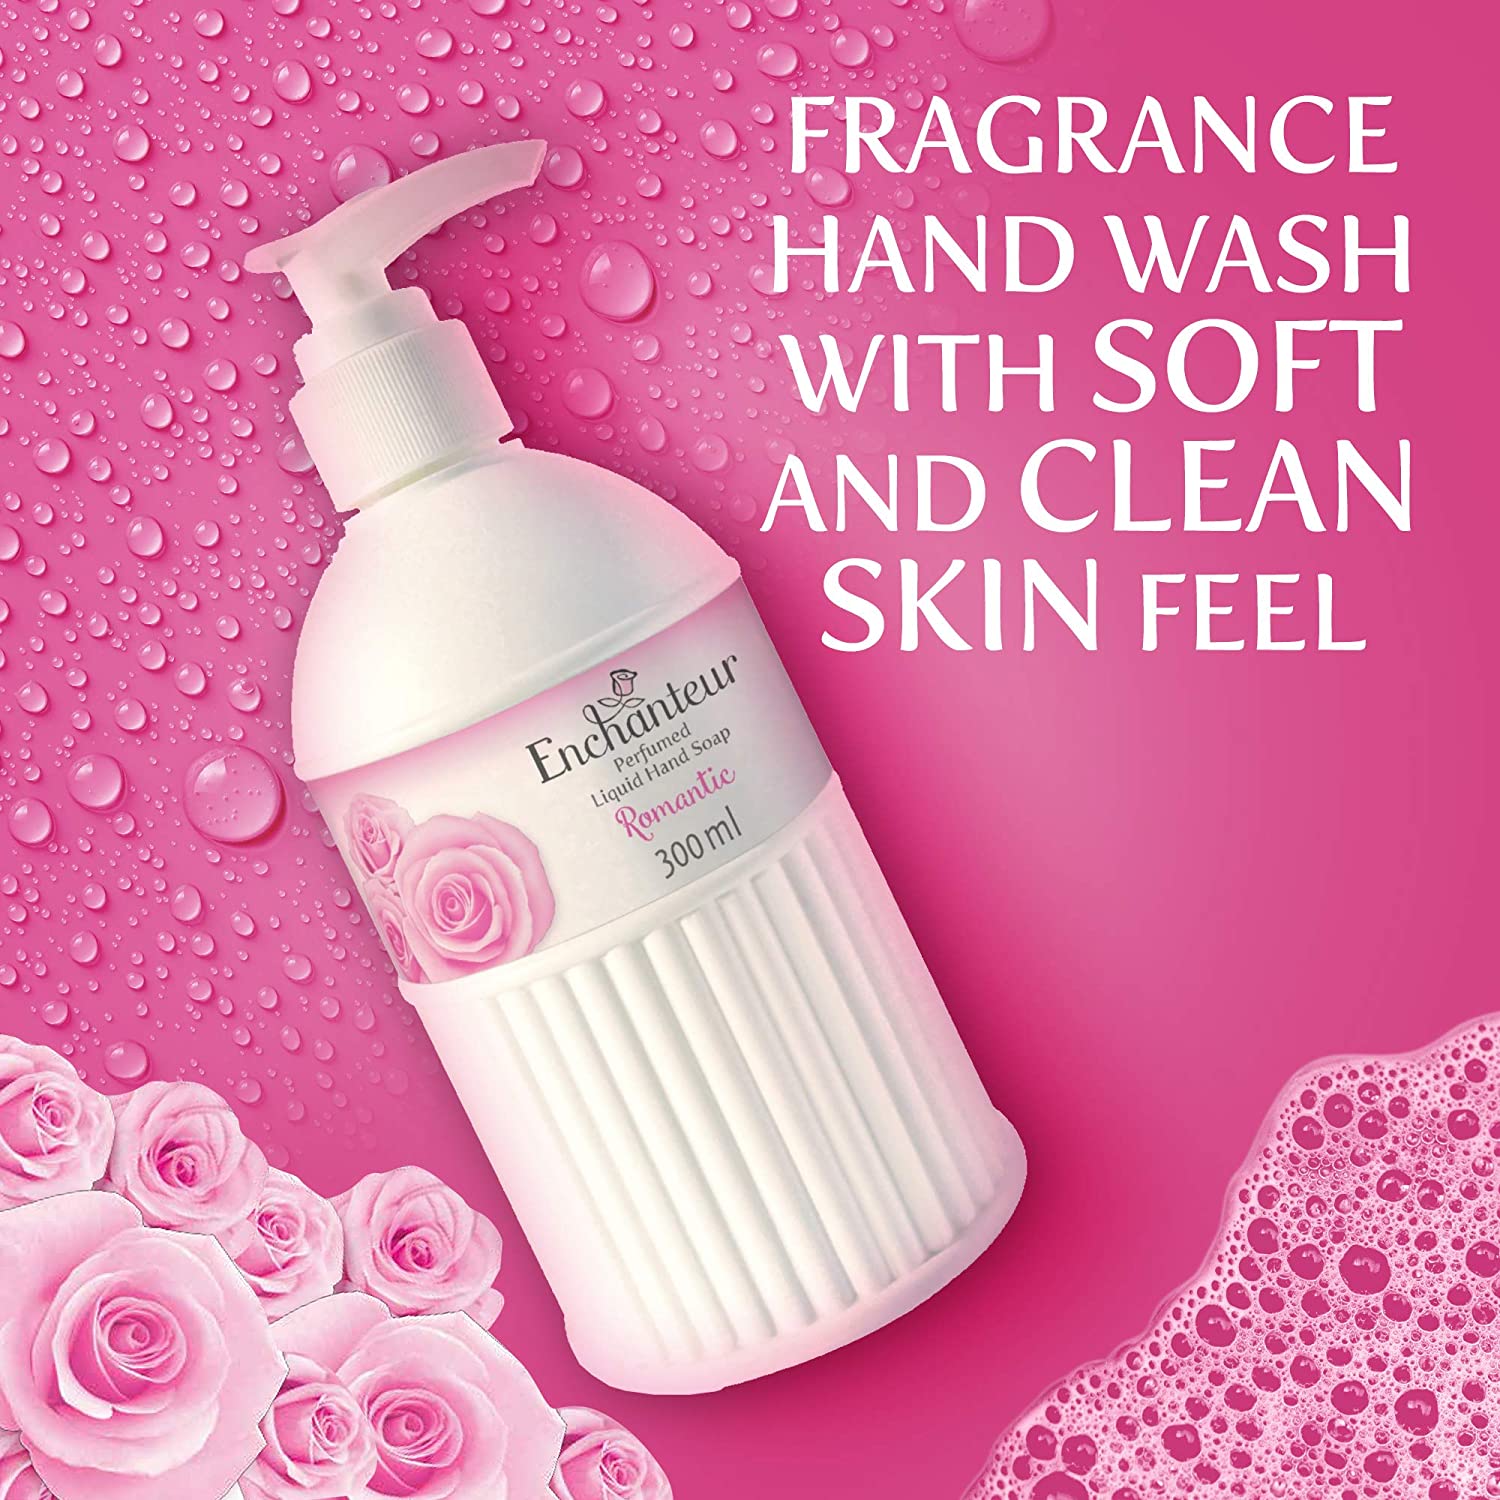 FRAGRANCE
HAND WASH
WITH SOFT
AND CLEAN
SKIN FEEL
Enchanteur
Perfumed
Liquid Hand Soap
Romantic
300 ml